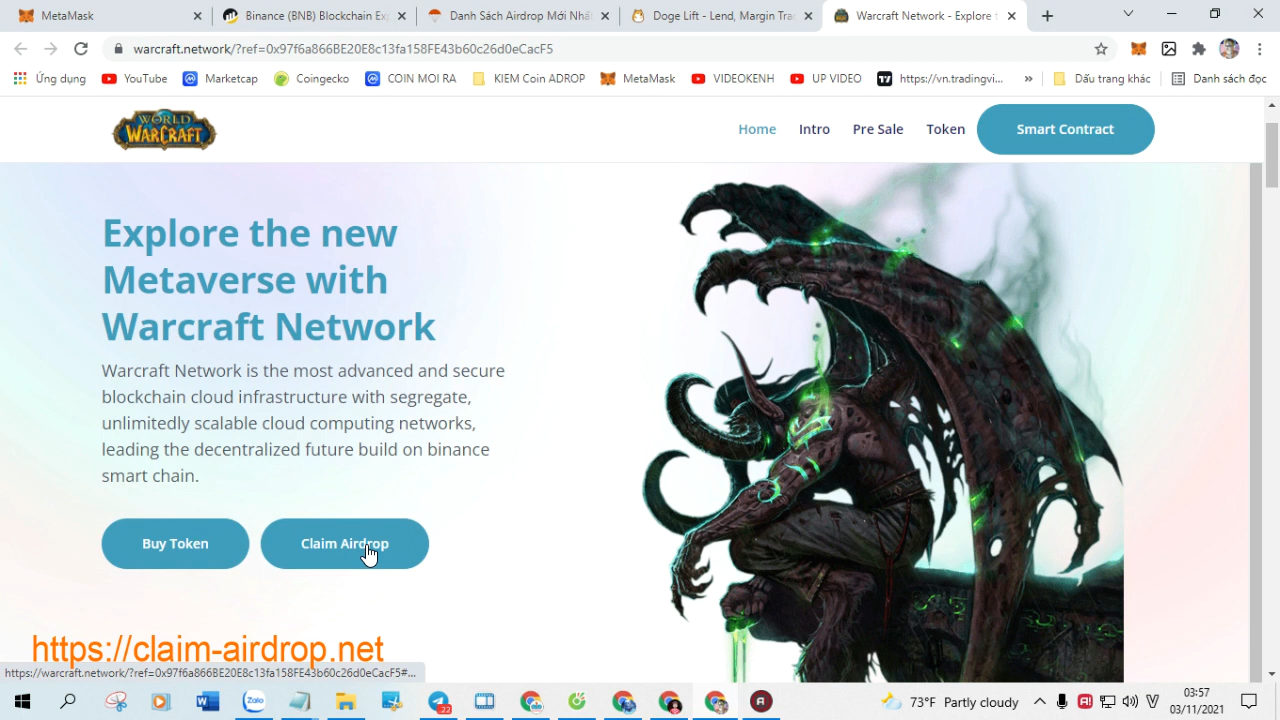 MetaMask
Binance (BNB) Blockchain Exp
Danh Sách Airdrop Mới Nhất
Doge Lift - Lend, Margin Trad
Warcraft Network - Explore t
warcraft.network/?ref=0x97f6a866BE20E8c13fa158FE43b60c26d0eCacF5
Ứng dụng
YouTube
Marketcap
Coingecko
COIN MOI RA
KIEM Coin ADROP
MetaMask
VIDEOKENH
UP VIDEO
https://vn.tradingvi...
»
Dấu trang khác
Danh sách đọc
WORLD
WARCRAFT
Home
Intro
Pre Sale
Token
Smart Contract
Explore the new
Metaverse with
Warcraft Network
Warcraft Network is the most advanced and secure
blockchain cloud infrastructure with segregate,
unlimitedly scalable cloud computing networks,
leading the decentralized future build on binance
smart chain.
Buy Token
Claim Airdrop
https://claim-airdrop.net
https://warcraft.network/?ref=0x97f6a866BE20E8c13fa158FE43b60c26d0eCacF5#...
Zalo
22
73°F Partly cloudy
03:57
03/11/2021